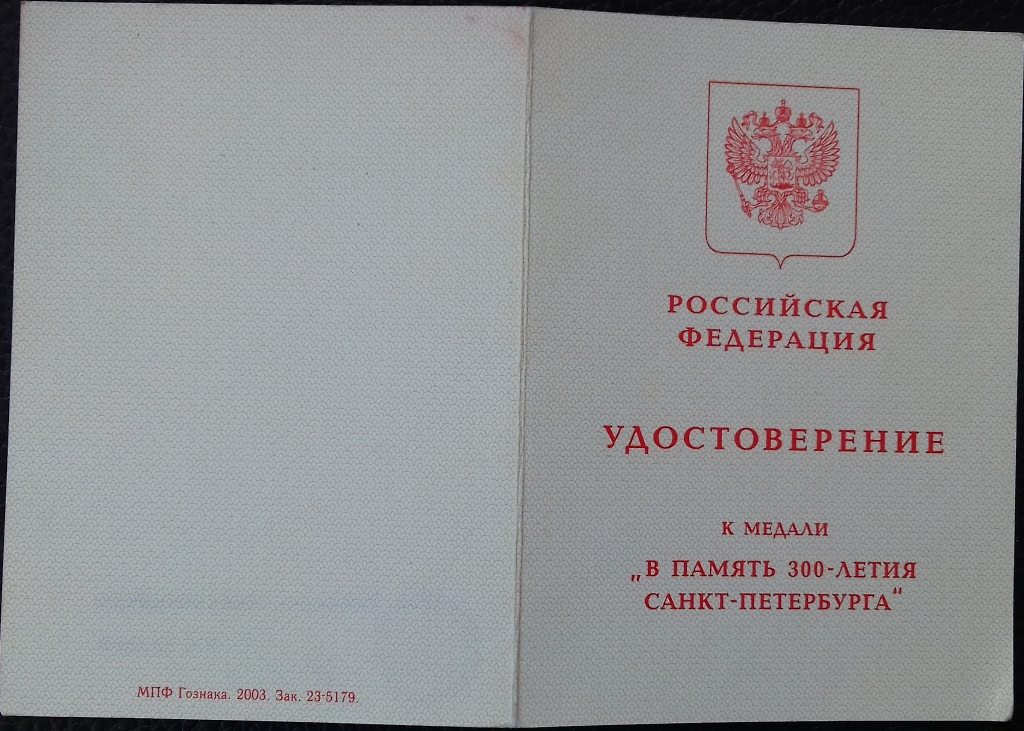 МПФ Гознака. 2003. Зак. 23-5179.
РОССИЙСКАЯ
ФЕДЕРАЦИЯ
УДОСТОВЕРЕНИЕ
К МЕДАЛИ
„В ПАМЯТЬ 300-ЛЕТИЯ
САНКТ-ПЕТЕРБУРГА“